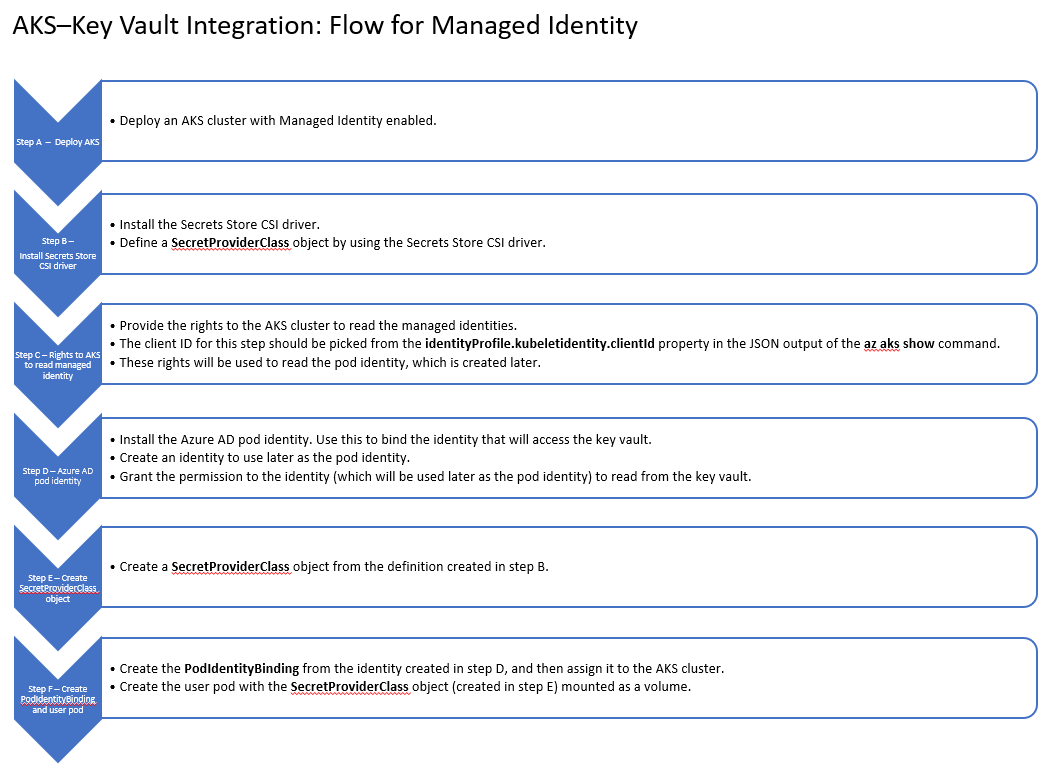 AKS–Key Vault Integration: Flow for Managed Identity
Step A – Deploy AKS
• Deploy an AKS cluster with Managed Identity enabled.
Step B –
Install Secrets Store
CSI driver
• Install the Secrets Store CSI driver.
• Define a SecretProviderClass object by using the Secrets Store CSI driver.
Step C – Rights to AKS
to read managed
identity
• Provide the rights to the AKS cluster to read the managed identities.
• The client ID for this step should be picked from the identityProfile.kubeletidentity.clientId property in the JSON output of the az aks show command.
• These rights will be used to read the pod identity, which is created later.
Step D – Azure AD
pod identity
• Install the Azure AD pod identity. Use this to bind the identity that will access the key vault.
• Create an identity to use later as the pod identity.
• Grant the permission to the identity (which will be used later as the pod identity) to read from the key vault.
Step E – Create
SecretProviderClass
object
• Create a SecretProviderClass object from the definition created in step B.
Step F – Create
PodIdentityBinding
and user pod
• Create the PodIdentityBinding from the identity created in step D, and then assign it to the AKS cluster.
• Create the user pod with the SecretProviderClass object (created in step E) mounted as a volume.